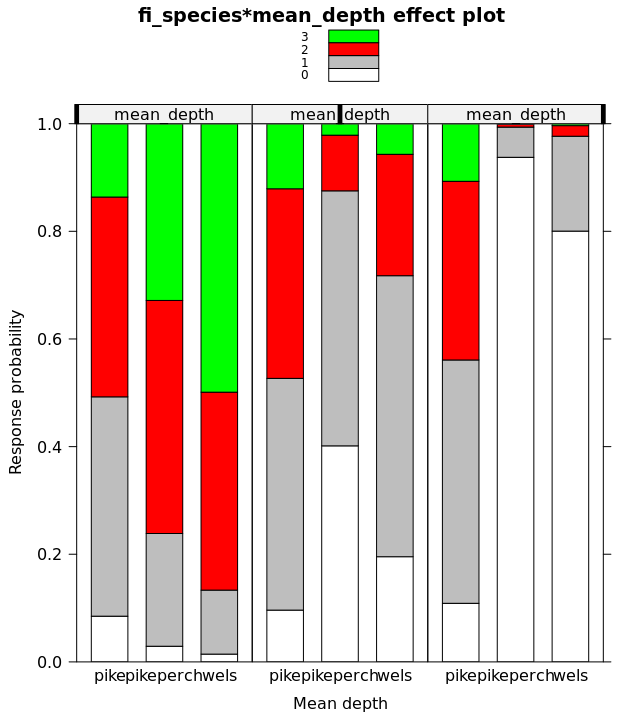 fi_species*mean_depth effect plot
3
2
1
0
mean_depth mean_depth mean_depth
1.0
0.8
0.6
0.4
0.2
0.0
Response probability
pikepikeperchwels pikepikeperchwels pikepikeperchwels
Mean depth